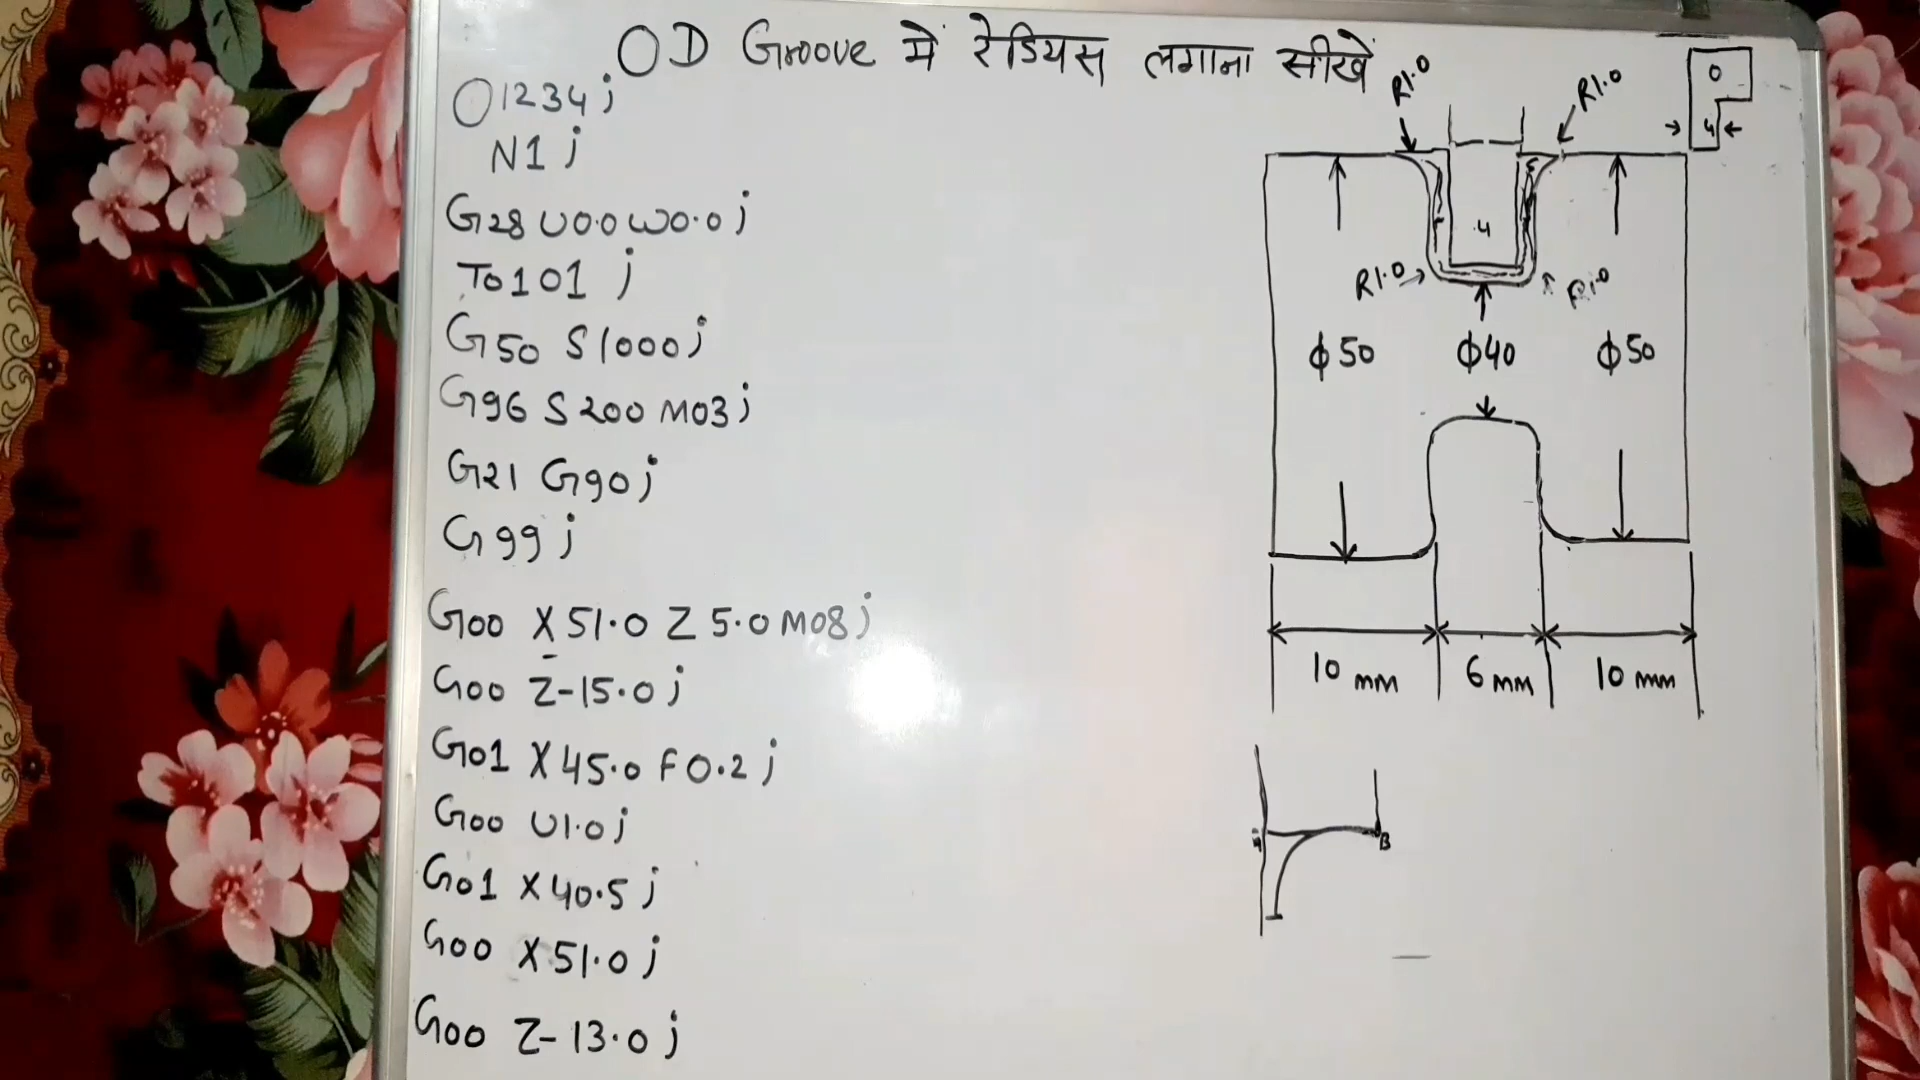 OD Groove में रेडियस लगाना सीखें
O1234;
N1;
G28 U0.0 W0.0;
T0101;
G50 S1000;
G96 S200 M03;
G21 G90;
G99;
G00 X51.0 Z5.0 M08;
G00 Z-15.0;
G01 X45.0 F0.2;
G00 U1.0;
G01 X40.5;
G00 X51.0;
G00 Z-13.0;
R1.0
R1.0
0
4
4
R1.0
R1.0
ϕ50
ϕ40
ϕ50
10 mm
6 mm
10 mm
B